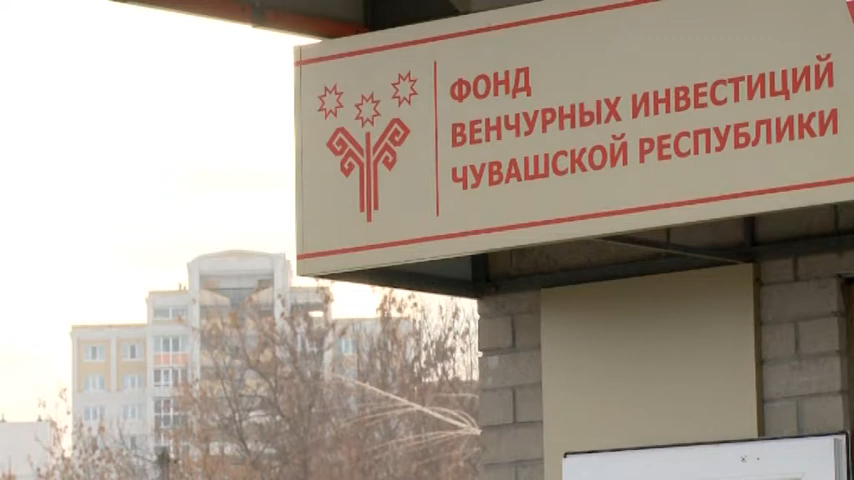 ФОНД
ВЕНЧУРНЫХ ИНВЕСТИЦИЙ
ЧУВАШСКОЙ РЕСПУБЛИКИ